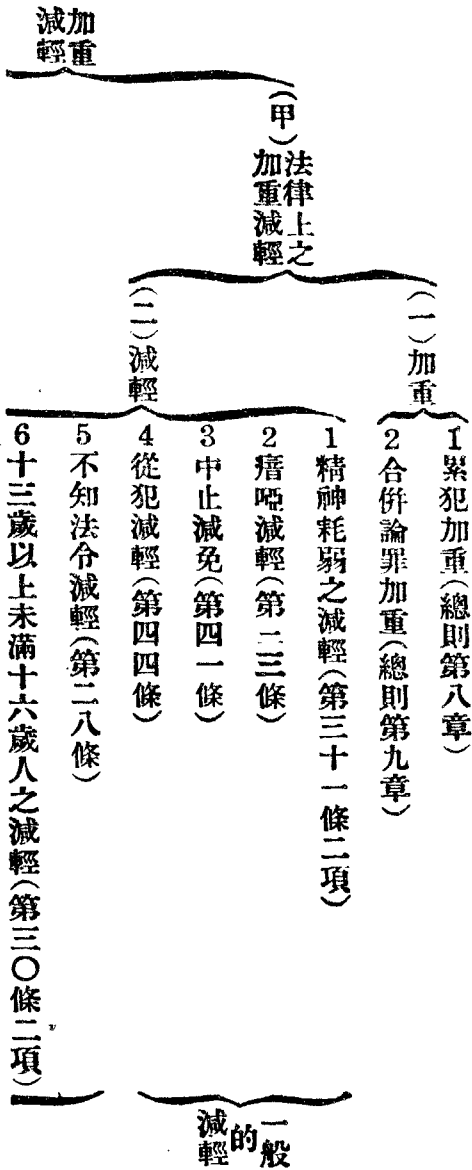 加重
減輕
（甲）法律上之
加重減輕
（一）加重
1累犯加重（總則第八章）
2合併論罪加重（總則第九章）
（二）減輕
1精神耗弱之減輕（第三十一條二項）
2瘖啞減輕（第二三條）
3中止減免（第四一條）
4從犯減輕（第四四條）
5不知法令減輕（第二八條）
6十三歲以上未滿十六歲人之減輕（第三〇條二項）
一般
的
減輕